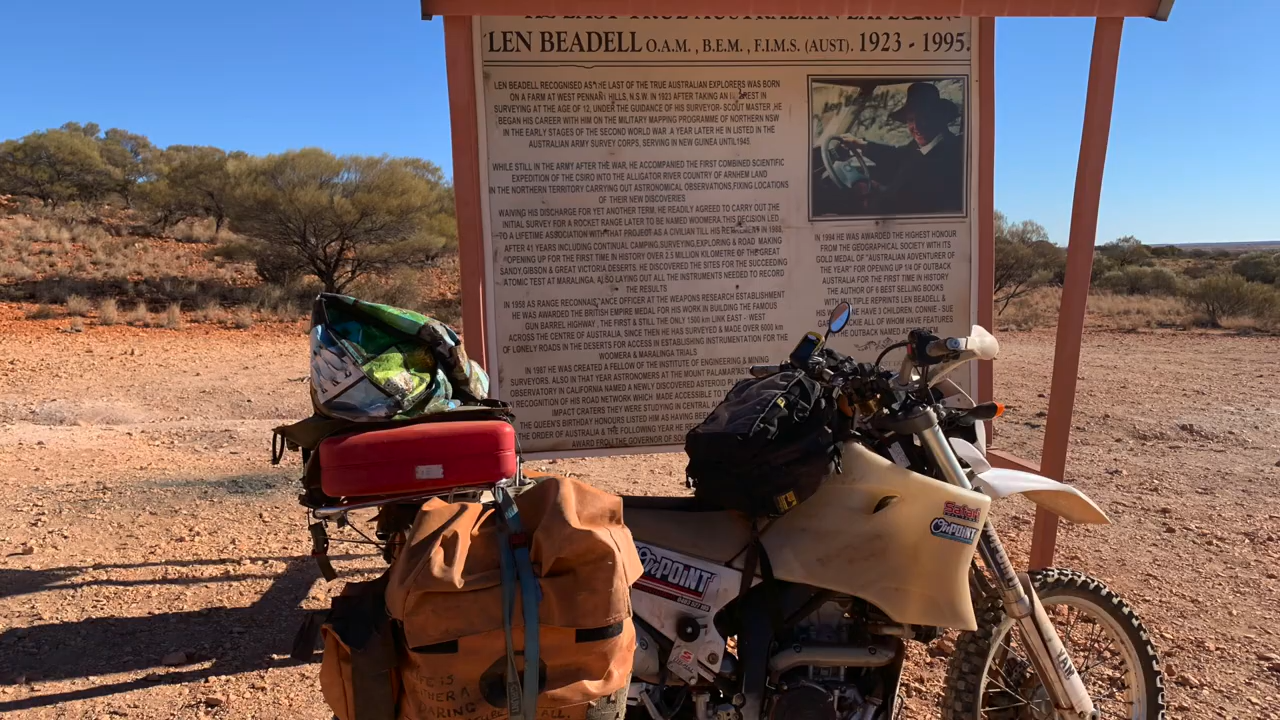 LEN BEADELL O.A.M., B.E.M., F.I.M.S. (AUST). 1923 - 1995.
LEN BEADELL RECOGNISED AS THE LAST OF THE TRUE AUSTRALIAN EXPLORERS WAS BORN
ON A FARM AT WEST PENNANT HILLS, N.S.W. IN 1923 AFTER TAKING AN INTEREST IN
SURVEYING AT THE AGE OF 12, UNDER THE GUIDANCE OF HIS SURVEYOR- SCOUT MASTER ,HE
BEGAN HIS CAREER WITH HIM ON THE MILITARY MAPPING PROGRAMME OF NORTHERN NSW
IN THE EARLY STAGES OF THE SECOND WORLD WAR .A YEAR LATER HE IN LISTED IN THE
AUSTRALIAN ARMY SURVEY CORPS, SERVING IN NEW GUINEA UNTIL 1945.
WHILE STILL IN THE ARMY AFTER THE WAR, HE ACCOMPANIED THE FIRST COMBINED SCIENTIFIC
EXPEDITION OF THE CSIRO INTO THE ALLIGATOR RIVER COUNTRY OF ARNHEM LAND
IN THE NORTHERN TERRITORY CARRYING OUT ASTRONOMICAL OBSERVATIONS,FIXING LOCATIONS
OF THEIR NEW DISCOVERIES
WAIVING HIS DISCHARGE FOR YET ANOTHER TERM, HE READILY AGREED TO CARRY OUT THE
INITIAL SURVEY FOR A ROCKET RANGE LATER TO BE NAMED WOOMERA.THIS DECISION LED
TO A LIFETIME ASSOCIATION WITH THAT PROJECT AS A CIVILIAN TILL HIS RETIREMENT IN 1988.
AFTER 41 YEARS INCLUDING CONTINUAL CAMPING,SURVEYING,EXPLORING & ROAD MAKING
OPENING UP FOR THE FIRST TIME IN HISTORY OVER 2.5 MILLION KILOMETRE OF THE GREAT
SANDY,GIBSON & GREAT VICTORIA DESERTS. HE DISCOVERED THE SITES FOR THE SUCCEEDING
ATOMIC TEST AT MARALINGA, ALSO LAYING OUT ALL THE INSTRUMENTS NEEDED TO RECORD
THE RESULTS
IN 1955 AS RANGE RECONNAISANCE OFFICER AT THE WEAPONS RESEARCH ESTABLISHMENT
HE WAS AWARDED THE BRITISH EMPIRE MEDAL FOR HIS WORK IN BUILDING THE FAMOUS
GUN BARREL HIGHWAY , THE FIRST & STILL THE ONLY 1500 km LINK EAST - WEST
ACROSS THE CENTRE OF AUSTRALIA. SINCE THEN HE HAS SURVEYED & MADE OVER 6000 km
OF LONELY ROADS IN THE DESERTS FOR ACCESS IN ESTABLISHING INSTRUMENTATION FOR THE
WOOMERA & MARALINGA TRIALS
IN 1987 HE WAS CREATED A FELLOW OF THE INSTITUTE OF ENGINEERING & MINING
SURVEYORS. ALSO IN THAT YEAR ASTRONOMERS AT THE MOUNT PALAMAR
OBSERVATORY IN CALIFORNIA NAMED A NEWLY DISCOVERED ASTEROID
IN RECOGNITION OF HIS ROAD NETWORK WHICH MADE ACCESSIBLE
IMPACT CRATERS THEY WERE STUDYING IN CENTRAL
THE QUEEN'S BIRTHDAY HONOURS LISTED HIM AS HAVING BEEN
THE ORDER OF AUSTRALIA & THE FOLLOWING YEAR HE
AWARD FROM THE GOVERNOR OF
IN 1994 HE WAS AWARDED THE HIGHEST HONOUR
FROM THE GEOGRAPHICAL SOCIETY WITH ITS
GOLD MEDAL OF "AUSTRALIAN ADVENTURER OF
THE YEAR" FOR OPENING UP 1/4 OF OUTBACK
AUSTRALIA FOR THE FIRST TIME IN HISTORY
THE AUTHOR OF 6 BEST SELLING BOOKS
WITH MULTIPLE REPRINTS LEN BEADELL &
HAVE 3 CHILDREN, CONNIE - SUE
ALL OF WHOM HAVE FEATURES
OUTBACK NAMED
Safari
OnPOINT
OnPOINT
LIFE IS
DARING